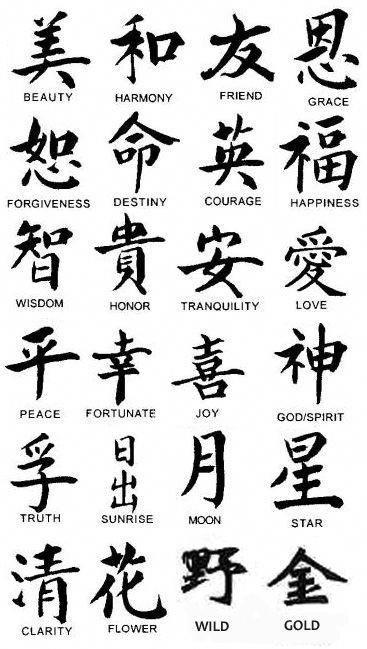 美 和 友 恩
BEAUTY HARMONY FRIEND GRACE
恕 命 英 福
FORGIVENESS DESTINY COURAGE HAPPINESS
智 貴 安 愛
WISDOM HONOR TRANQUILITY LOVE
平 幸 喜 神
PEACE FORTUNATE JOY GOD/SPIRIT
孚 日出 月 星
TRUTH SUNRISE MOON STAR
清 花 野 金
CLARITY FLOWER WILD GOLD